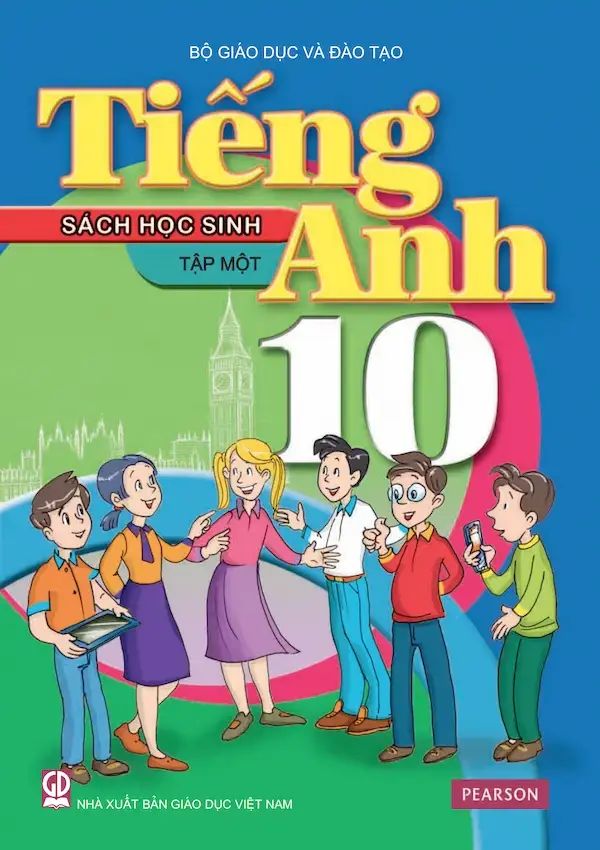 BỘ GIÁO DỤC VÀ ĐÀO TẠO
Tiếng
SÁCH HỌC SINH
Anh
TẬP MỘT
10
GD
NHÀ XUẤT BẢN GIÁO DỤC VIỆT NAM
PEARSON